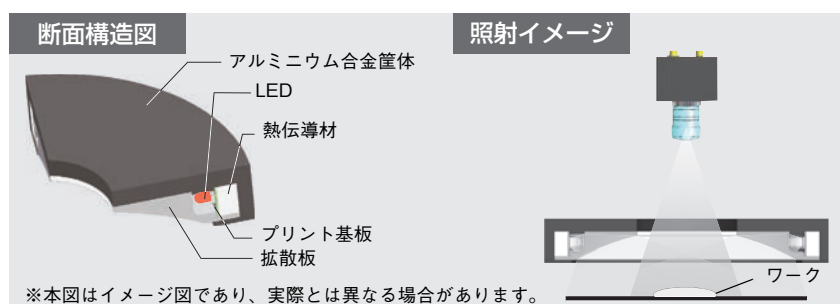 断面構造図
アルミニウム合金筐体
LED
熱伝導材
プリント基板
拡散板
※本図はイメージ図であり、実際とは異なる場合があります。
照射イメージ
ワーク